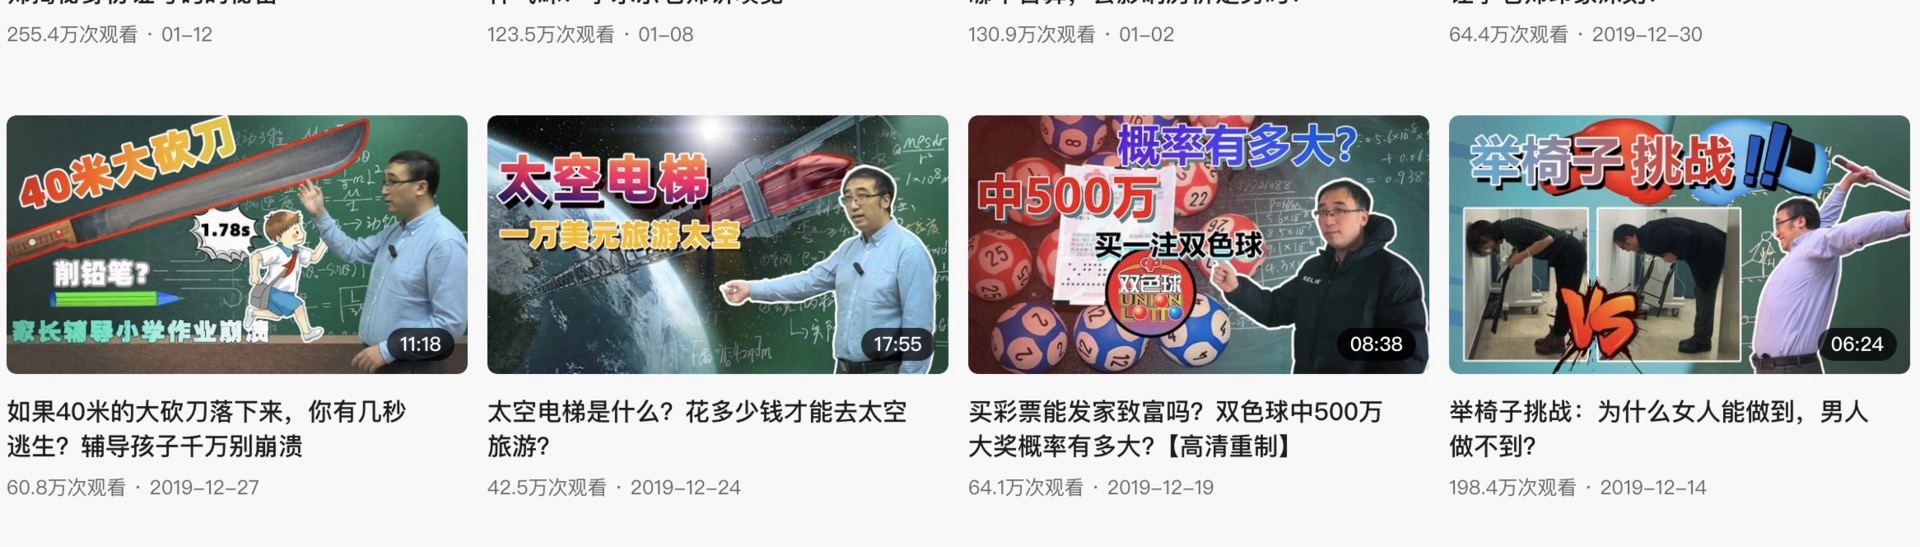 255.4万次观看 · 01-12
123.5万次观看 · 01-08
130.9万次观看 · 01-02
64.4万次观看 · 2019-12-30
40米大砍刀
1.78s
削铅笔?
家长辅导小学作业崩溃
11:18
太空电梯
一万美元旅游太空
17:55
概率有多大?
中500万
买一注双色球
双色球
UNION
LOTTO
08:38
举椅子挑战!!
VS
06:24
如果40米的大砍刀落下来，你有几秒
逃生？辅导孩子千万别崩溃
60.8万次观看 · 2019-12-27
太空电梯是什么？花多少钱才能去太空
旅游?
42.5万次观看 · 2019-12-24
买彩票能发家致富吗？双色球中500万
大奖概率有多大?【高清重制】
64.1万次观看 · 2019-12-19
举椅子挑战：为什么女人能做到，男人
做不到?
198.4万次观看 · 2019-12-14